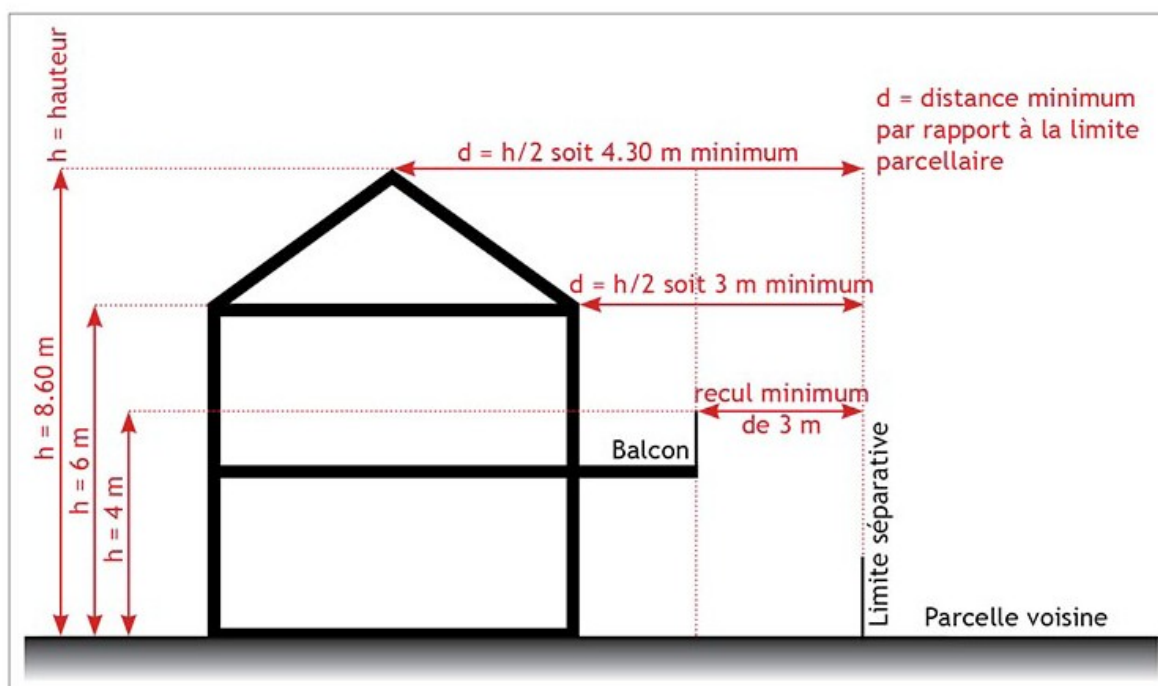 h = hauteur
d = distance minimum
par rapport à la limite
parcellaire
d = h/2 soit 4.30 m minimum
d = h/2 soit 3 m minimum
h = 8.60 m
h = 6 m
h = 4 m
recul minimum
de 3 m
Balcon
Limite séparative
Parcelle voisine